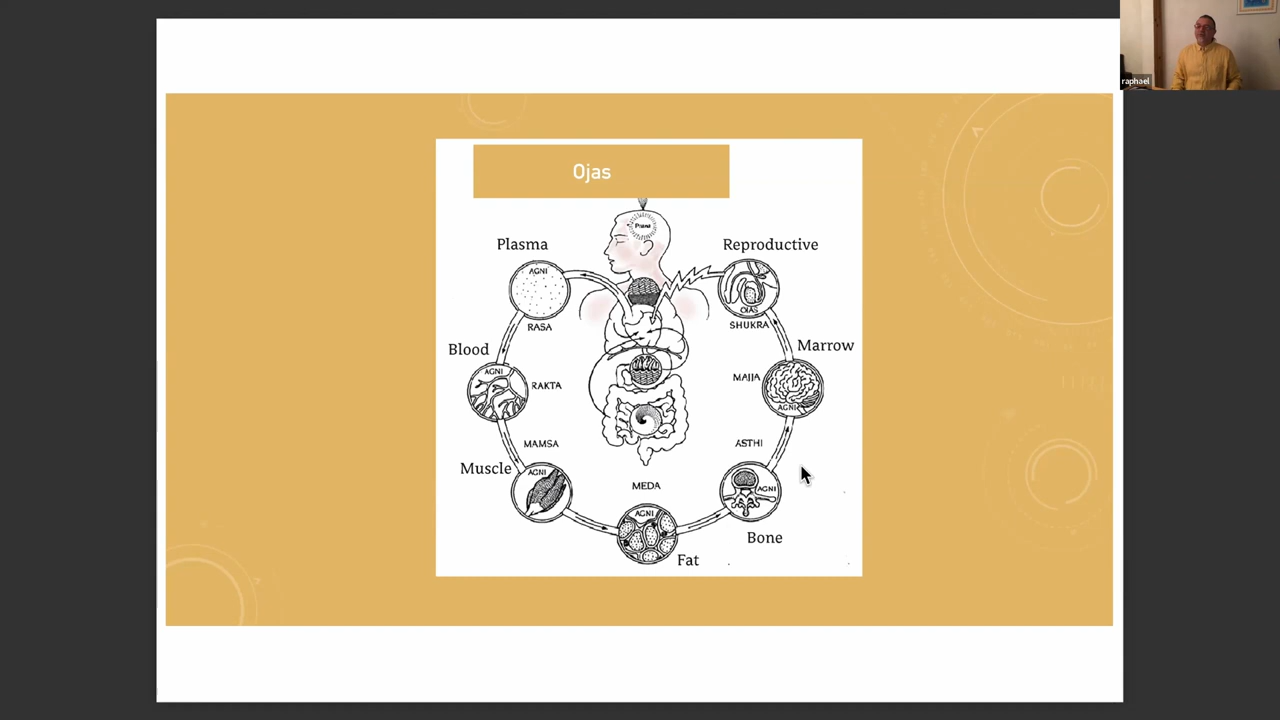 raphael
Ojas
Prana
Plasma
Reproductive
AGNI
OJAS
RASA
SHUKRA
Blood
Marrow
AGNI
RAKTA
MAJJA
AGNI
MAMSA
ASTHI
Muscle
AGNI
MEDA
AGNI
AGNI
Bone
Fat